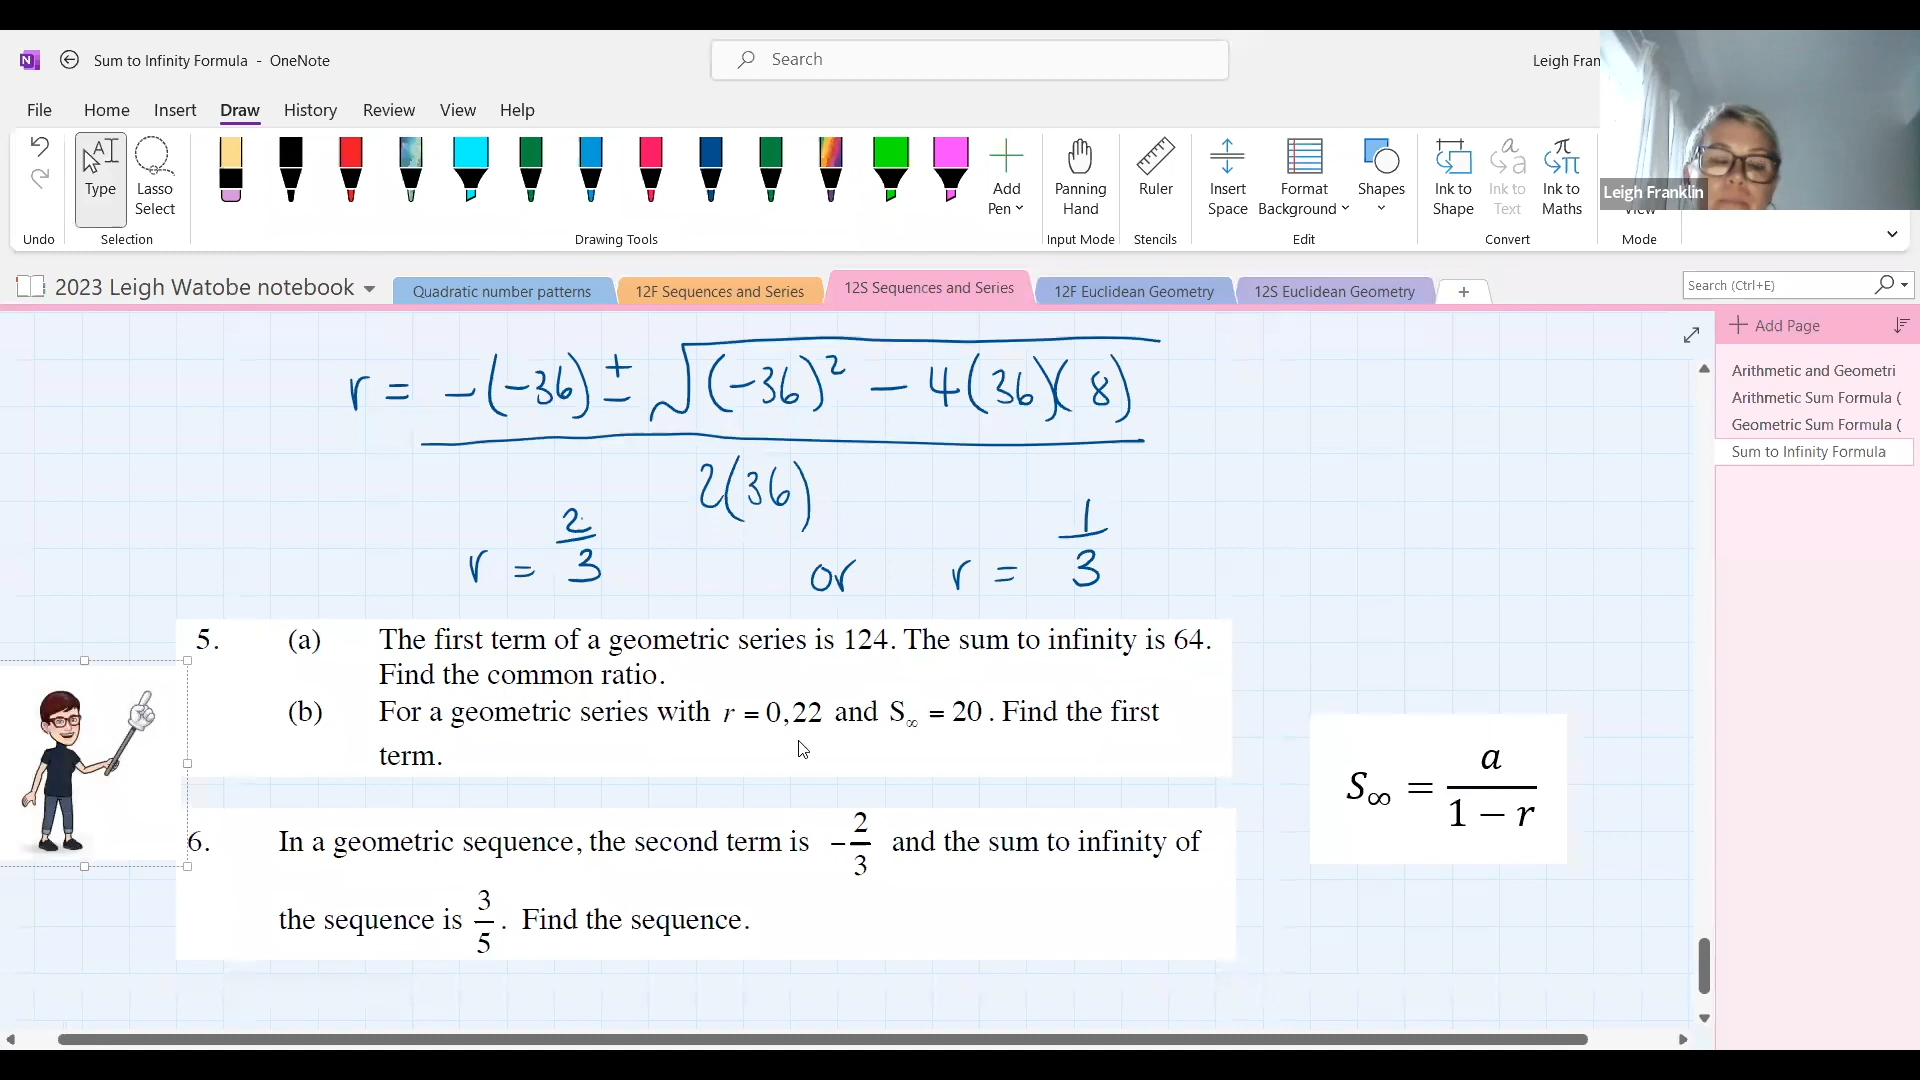 Sum to Infinity Formula - OneNote
Search
Leigh Fran
File Home Insert Draw History Review View Help
Type
Lasso Select
Add Pen
Panning Hand
Ruler
Insert Space
Format Background
Shapes
Ink to Shape
Ink to Text
Ink to Maths
View
Leigh Franklin
Undo Selection Drawing Tools Input Mode Stencils Edit Convert Mode
2023 Leigh Watobe notebook
Quadratic number patterns
12F Sequences and Series
12S Sequences and Series
12F Euclidean Geometry
12S Euclidean Geometry
+
Search (Ctrl+E)
Add Page
Arithmetic and Geometri
Arithmetic Sum Formula (
Geometric Sum Formula (
Sum to Infinity Formula
r = -(-36) ± √((-36)² - 4(36)(8)) / 2(36)
r = 2/3 or r = 1/3
5. (a) The first term of a geometric series is 124. The sum to infinity is 64.
Find the common ratio.
(b) For a geometric series with r = 0,22 and S∞ = 20. Find the first
term.
6. In a geometric sequence, the second term is -2/3 and the sum to infinity of
the sequence is 3/5. Find the sequence.
S∞ = a / (1 − r)